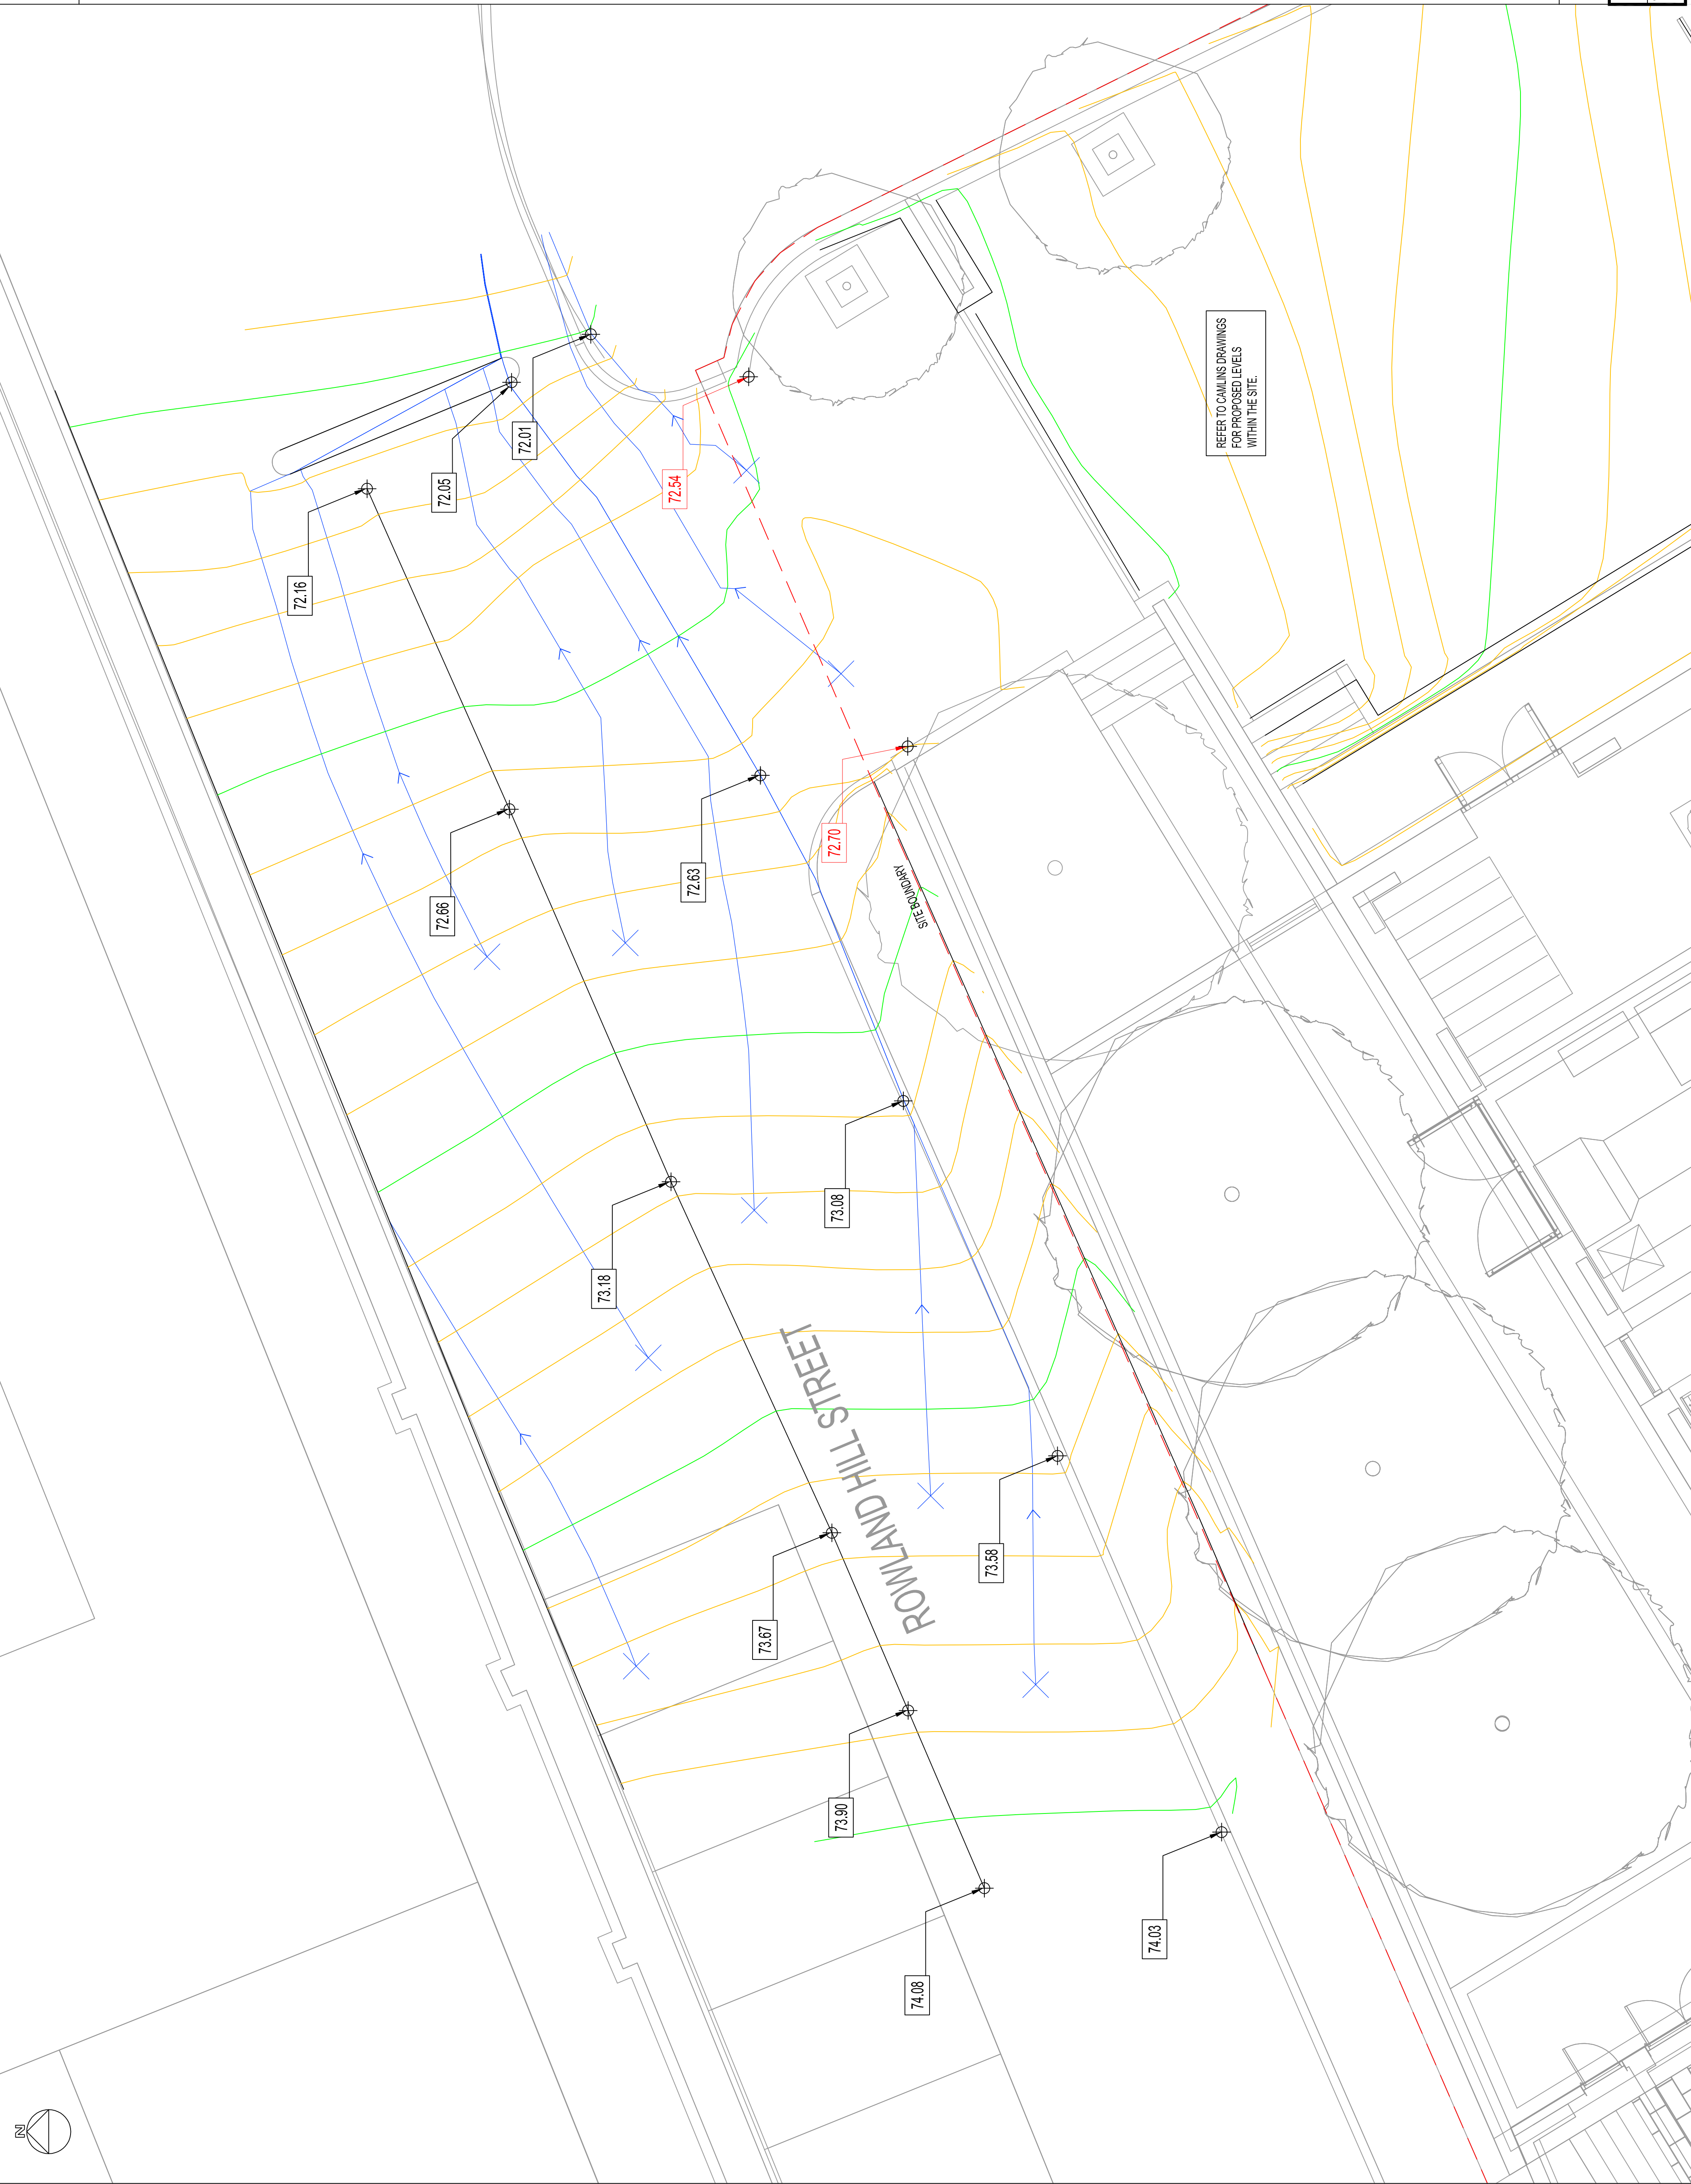 72.01
72.05
72.16
72.54
REFER TO CAMLINS DRAWINGS
FOR PROPOSED LEVELS
WITHIN THE SITE.
72.66
72.63
72.70
SITE BOUNDARY
73.18
73.08
ROWLAND HILL STREET
73.67
73.58
73.90
74.08
74.03
N